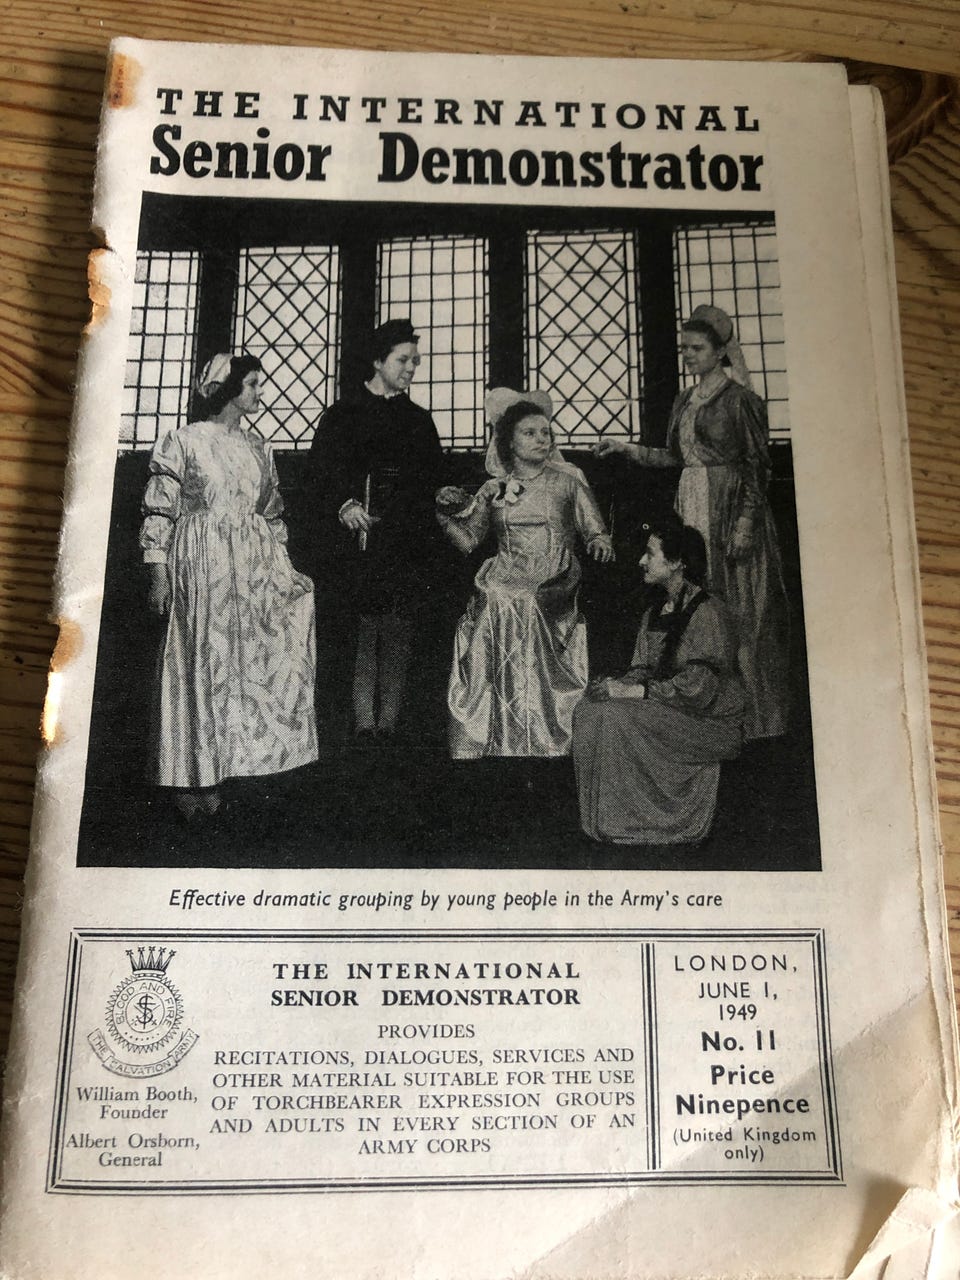 THE INTERNATIONAL
Senior Demonstrator
Effective dramatic grouping by young people in the Army's care
BLOOD AND FIRE
S
THE SALVATION ARMY
William Booth,
Founder
Albert Orsborn,
General
THE INTERNATIONAL
SENIOR DEMONSTRATOR
PROVIDES
RECITATIONS, DIALOGUES, SERVICES AND
OTHER MATERIAL SUITABLE FOR THE USE
OF TORCHBEARER EXPRESSION GROUPS
AND ADULTS IN EVERY SECTION OF AN
ARMY CORPS
LONDON,
JUNE 1,
1949
No. 11
Price
Ninepence
(United Kingdom
only)